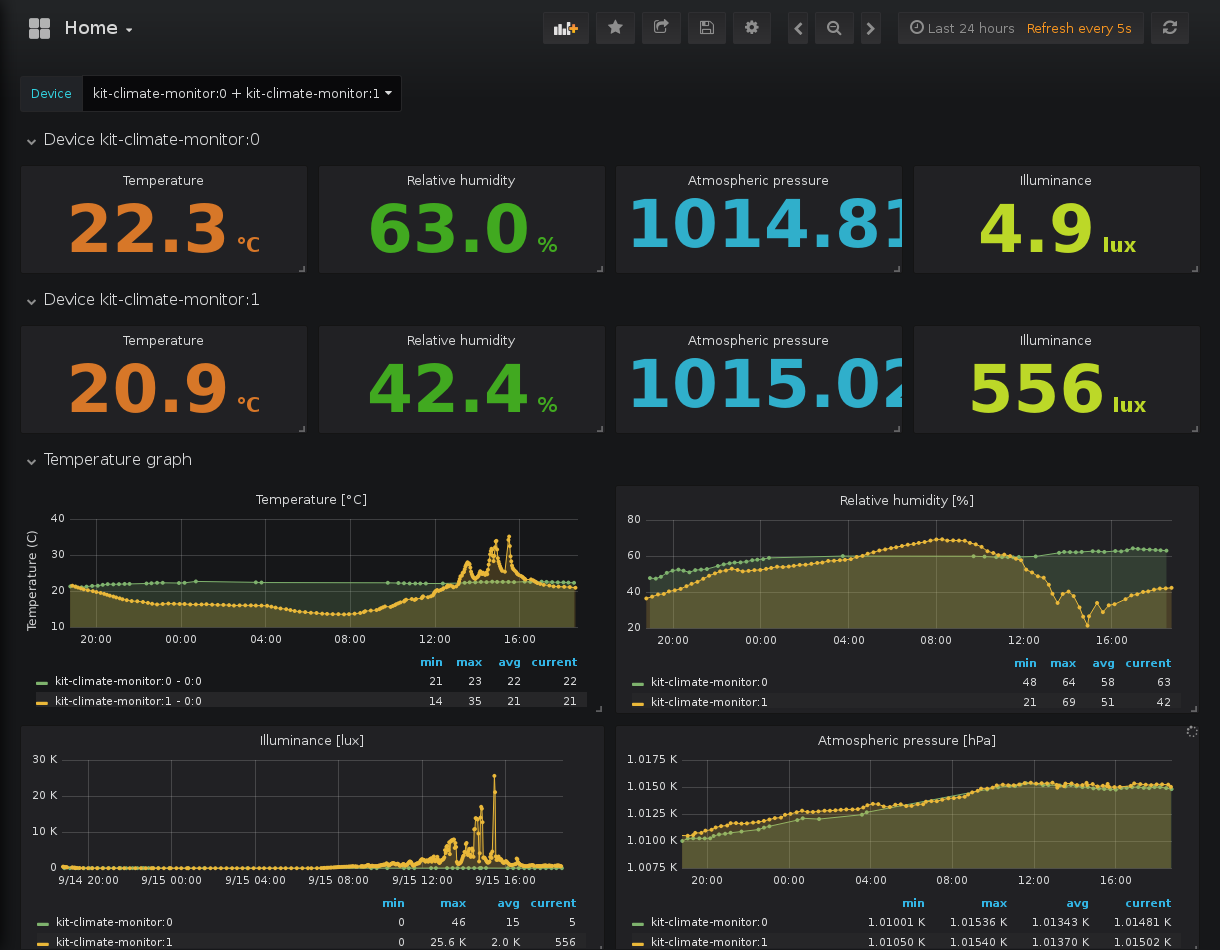 Home
Last 24 hours Refresh every 5s
Device kit-climate-monitor:0 + kit-climate-monitor:1
Device kit-climate-monitor:0
Temperature Relative humidity Atmospheric pressure Illuminance
22.3 °C 63.0 % 1014.81 4.9 lux
Device kit-climate-monitor:1
Temperature Relative humidity Atmospheric pressure Illuminance
20.9 °C 42.4 % 1015.02 556 lux
Temperature graph
Temperature [°C]
Temperature (C)
40
30
20
10
20:00 00:00 04:00 08:00 12:00 16:00
min max avg current
kit-climate-monitor:0 - 0:0 21 23 22 22
kit-climate-monitor:1 - 0:0 14 35 21 21
Relative humidity [%]
80
60
40
20
20:00 00:00 04:00 08:00 12:00 16:00
min max avg current
kit-climate-monitor:0 48 64 58 63
kit-climate-monitor:1 21 69 51 42
Illuminance [lux]
30 K
20 K
10 K
0
9/14 20:00 9/15 00:00 9/15 04:00 9/15 08:00 9/15 12:00 9/15 16:00
min max avg current
kit-climate-monitor:0 0 46 15 5
kit-climate-monitor:1 0 25.6 K 2.0 K 556
Atmospheric pressure [hPa]
1.0175 K
1.0150 K
1.0125 K
1.0100 K
1.0075 K
20:00 00:00 04:00 08:00 12:00 16:00
min max avg current
kit-climate-monitor:0 1.01001 K 1.01536 K 1.01343 K 1.01481 K
kit-climate-monitor:1 1.01050 K 1.01540 K 1.01370 K 1.01502 K